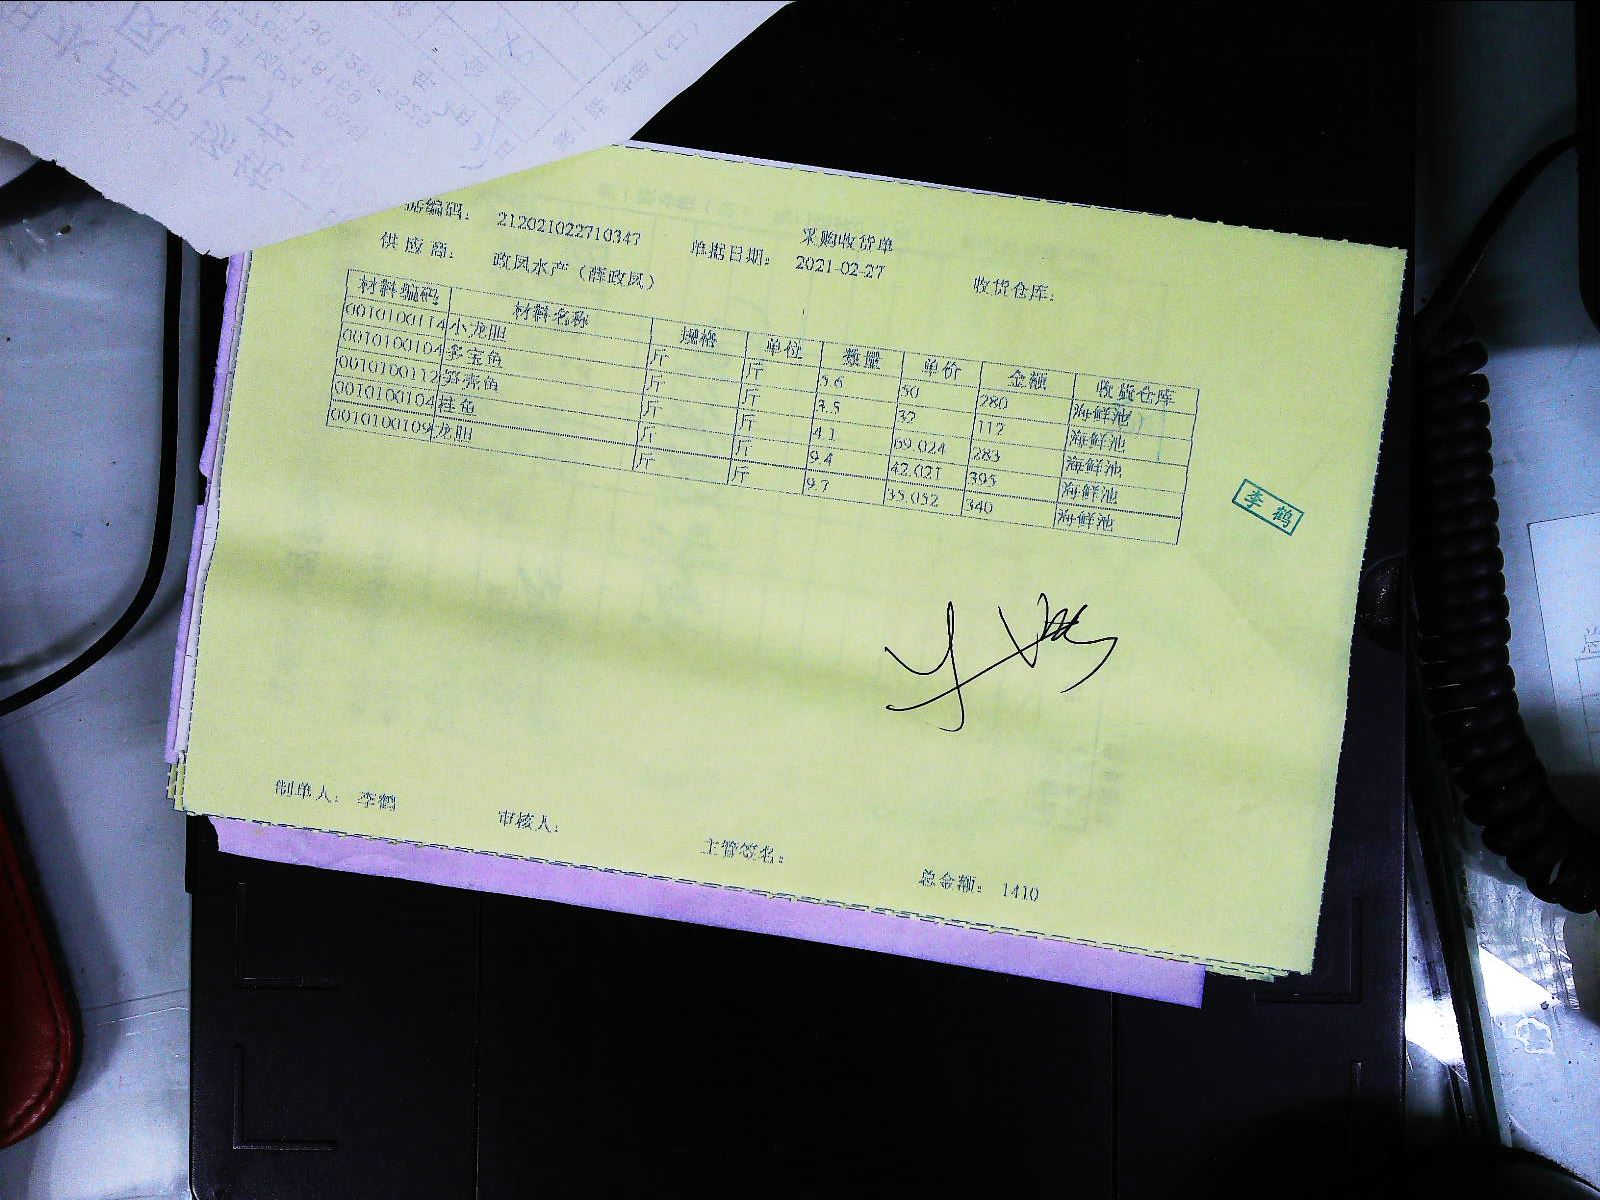 采购收货单
编码： 212021022710347
单据日期： 2021-02-27
收货仓库：
供应商： 政凤水产（薛政凤）
材料编码 材料名称 规格 单位 数量 单价 金额 收货仓库
0010100114 小龙胆 斤 斤 5.6 50 280 海鲜池
0010100104 多宝鱼 斤 斤 3.5 32 112 海鲜池
0010100112 笋壳鱼 斤 斤 4.1 69.024 283 海鲜池
0010100104 桂鱼 斤 斤 9.4 42.021 395 海鲜池
0010100109 龙胆 斤 斤 9.7 35.052 340 海鲜池
李鹤
制单人： 李鹤
审核人：
主管签名：
总金额： 1410